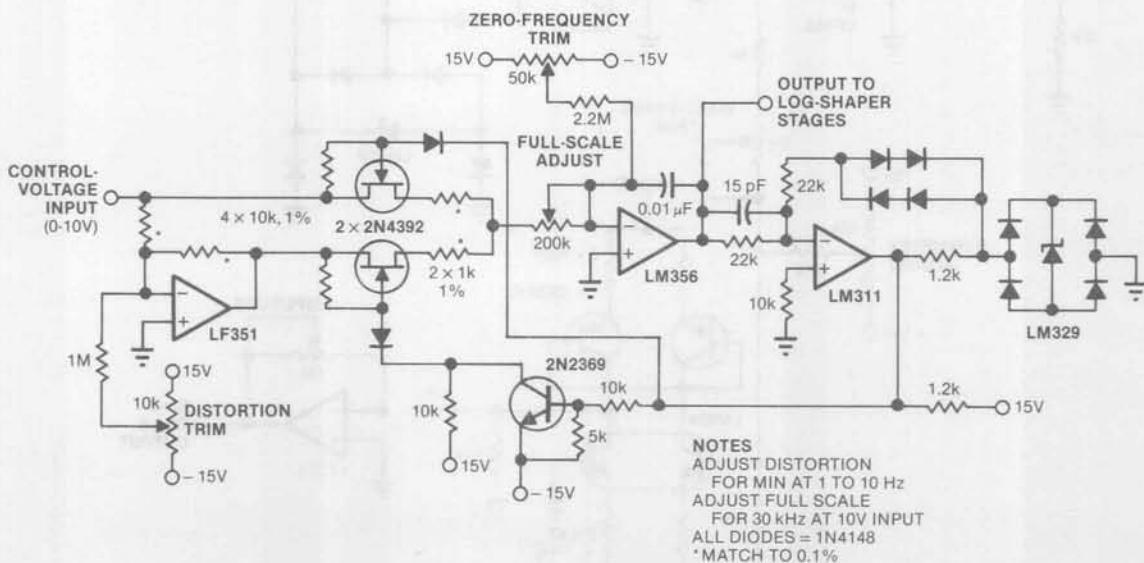 ZERO-FREQUENCY
TRIM
15V
– 15V
50k
2.2M
OUTPUT TO
LOG-SHAPER
STAGES
FULL-SCALE
ADJUST
CONTROL-
VOLTAGE
INPUT
(0-10V)
4 × 10k, 1%
2 × 2N4392
*
*
*
*
200k
0.01 µF
15 pF
22k
22k
–
+
LM356
–
+
LM311
10k
1.2k
LM329
2 × 1k
1%
–
+
LF351
1M
15V
10k
DISTORTION
TRIM
– 15V
2N2369
10k
10k
5k
15V
– 15V
1.2k
15V
NOTES
ADJUST DISTORTION
FOR MIN AT 1 TO 10 Hz
ADJUST FULL SCALE
FOR 30 kHz AT 10V INPUT
ALL DIODES = 1N4148
*MATCH TO 0.1%